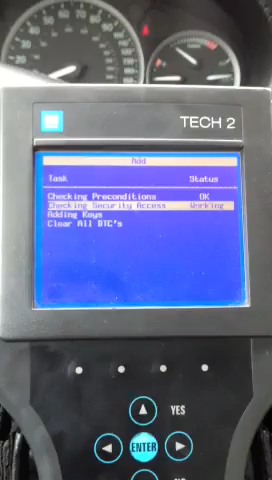 TECH 2
Add
Task Status
Checking Preconditions OK
Checking Security Access Working
Adding Keys
Clear All DTC's
YES
ENTER